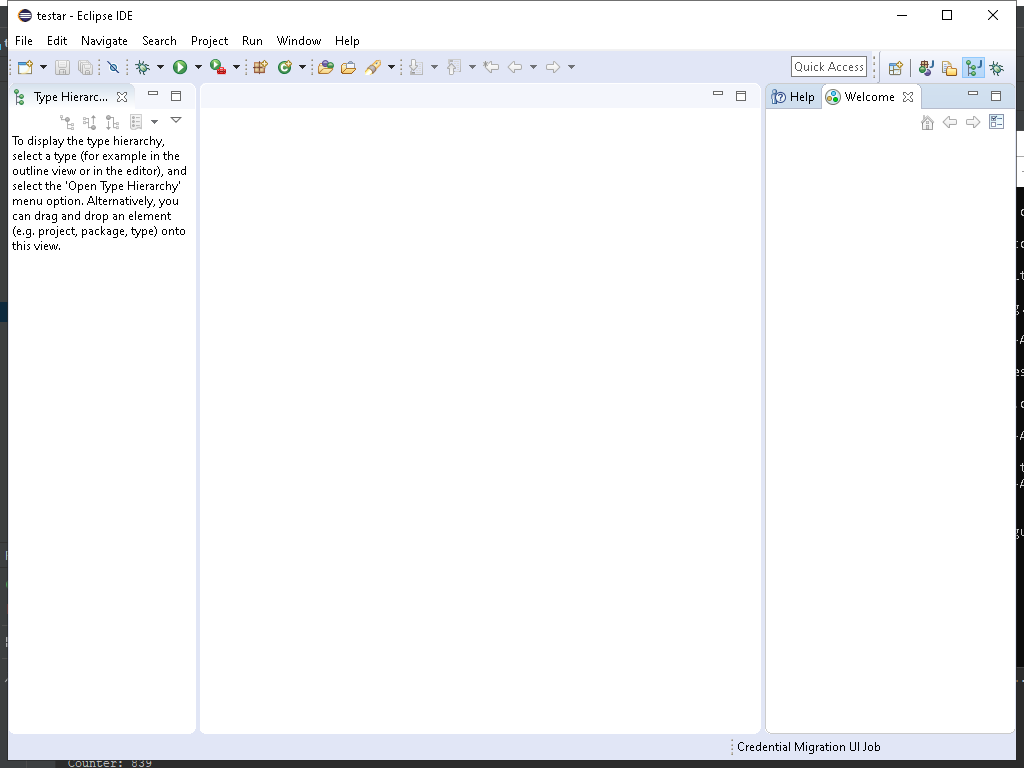 testar - Eclipse IDE
File Edit Navigate Search Project Run Window Help
Quick Access
Type Hierarc...
Help
Welcome
To display the type hierarchy,
select a type (for example in the
outline view or in the editor), and
select the 'Open Type Hierarchy'
menu option. Alternatively, you
can drag and drop an element
(e.g. project, package, type) onto
this view.
Credential Migration UI Job
Counter: 839